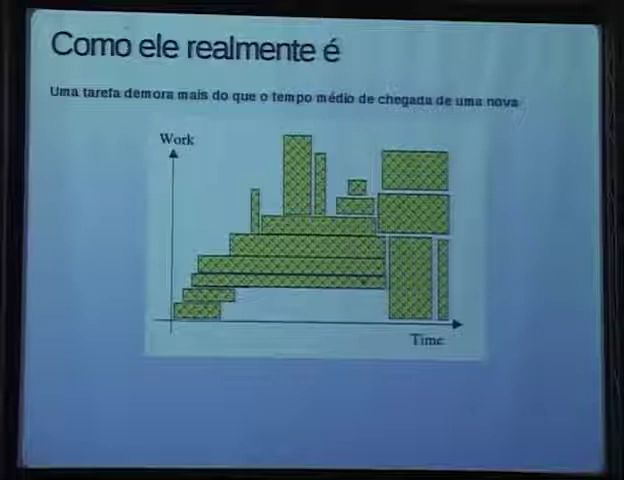 Como ele realmente é
Uma tarefa demora mais do que o tempo médio de chegada de uma nova
Work
Time